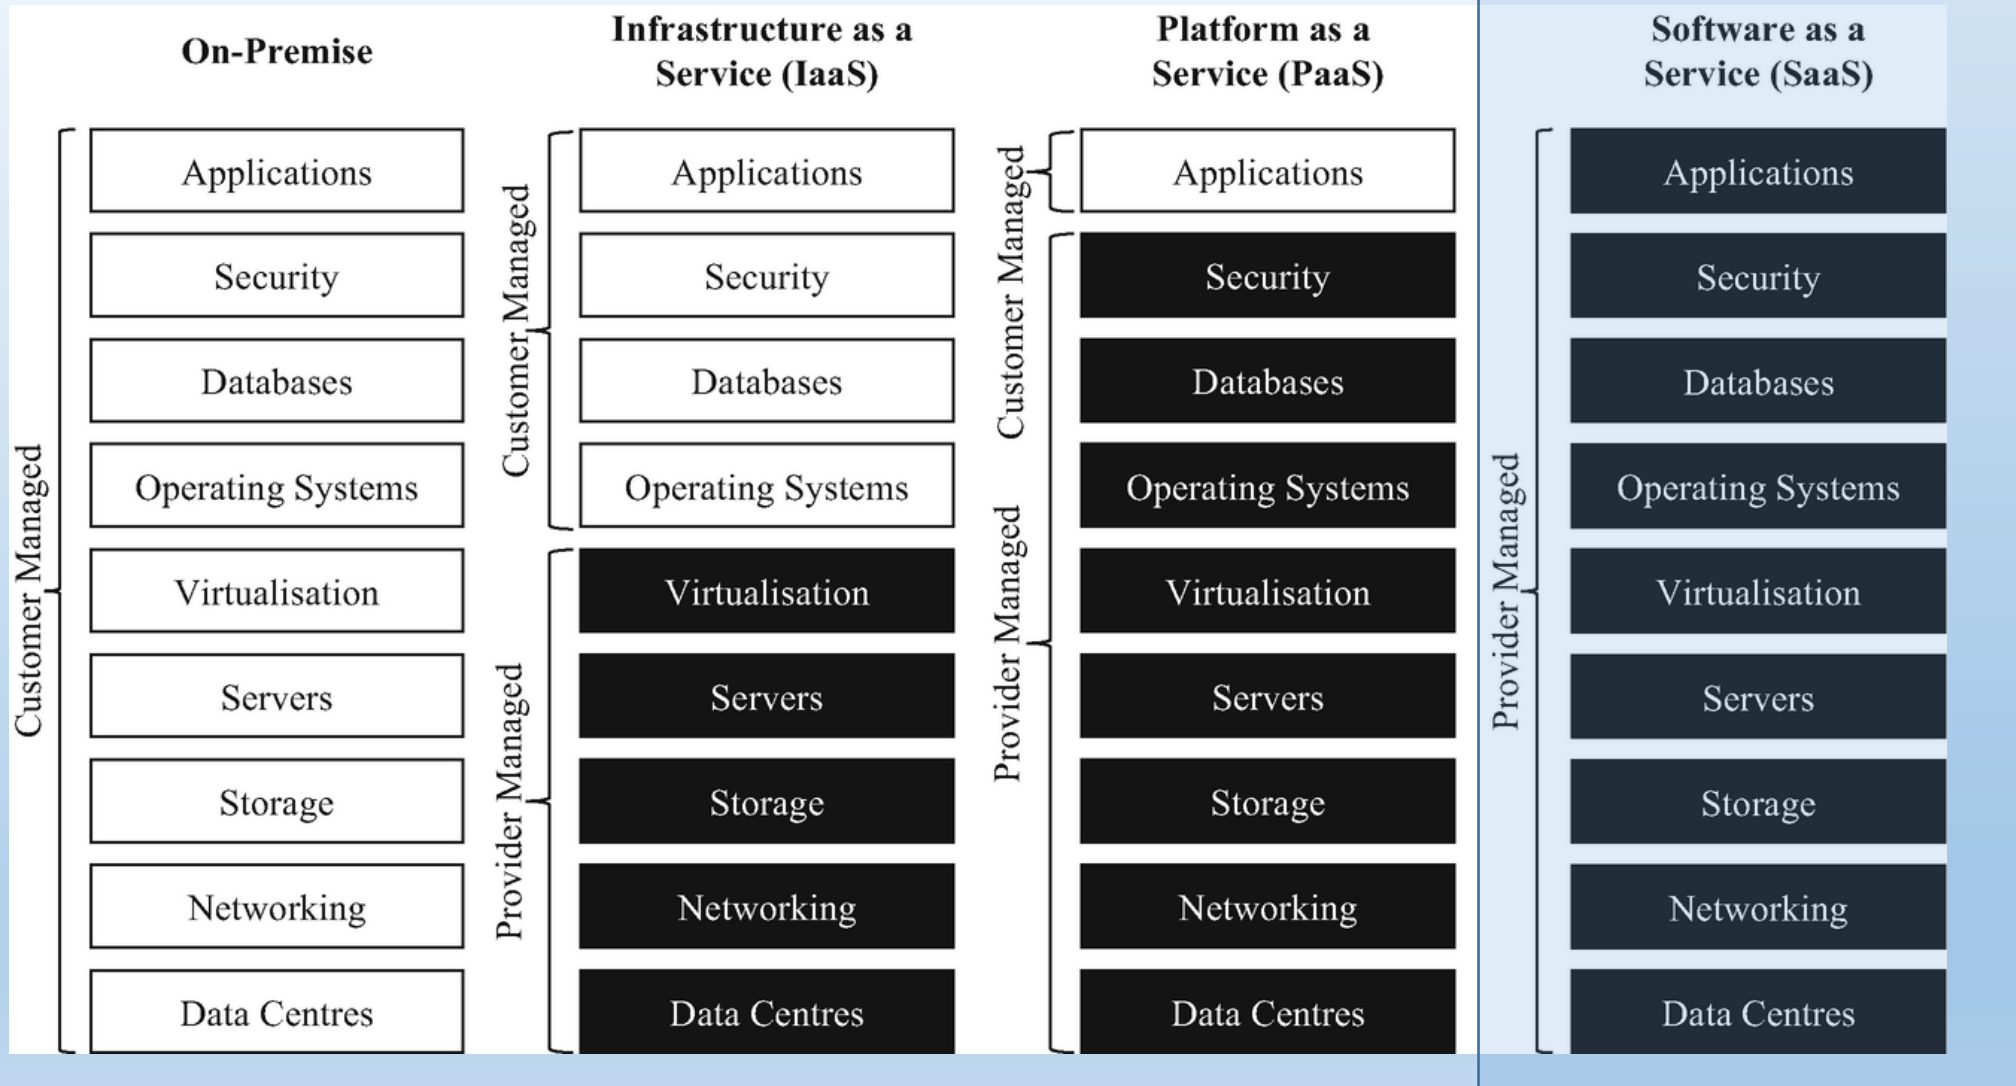 On-Premise
Customer Managed
Applications
Security
Databases
Operating Systems
Virtualisation
Servers
Storage
Networking
Data Centres
Infrastructure as a
Service (IaaS)
Customer Managed
Provider Managed
Applications
Security
Databases
Operating Systems
Virtualisation
Servers
Storage
Networking
Data Centres
Platform as a
Service (PaaS)
Customer Managed
Provider Managed
Applications
Security
Databases
Operating Systems
Virtualisation
Servers
Storage
Networking
Data Centres
Software as a
Service (SaaS)
Provider Managed
Applications
Security
Databases
Operating Systems
Virtualisation
Servers
Storage
Networking
Data Centres